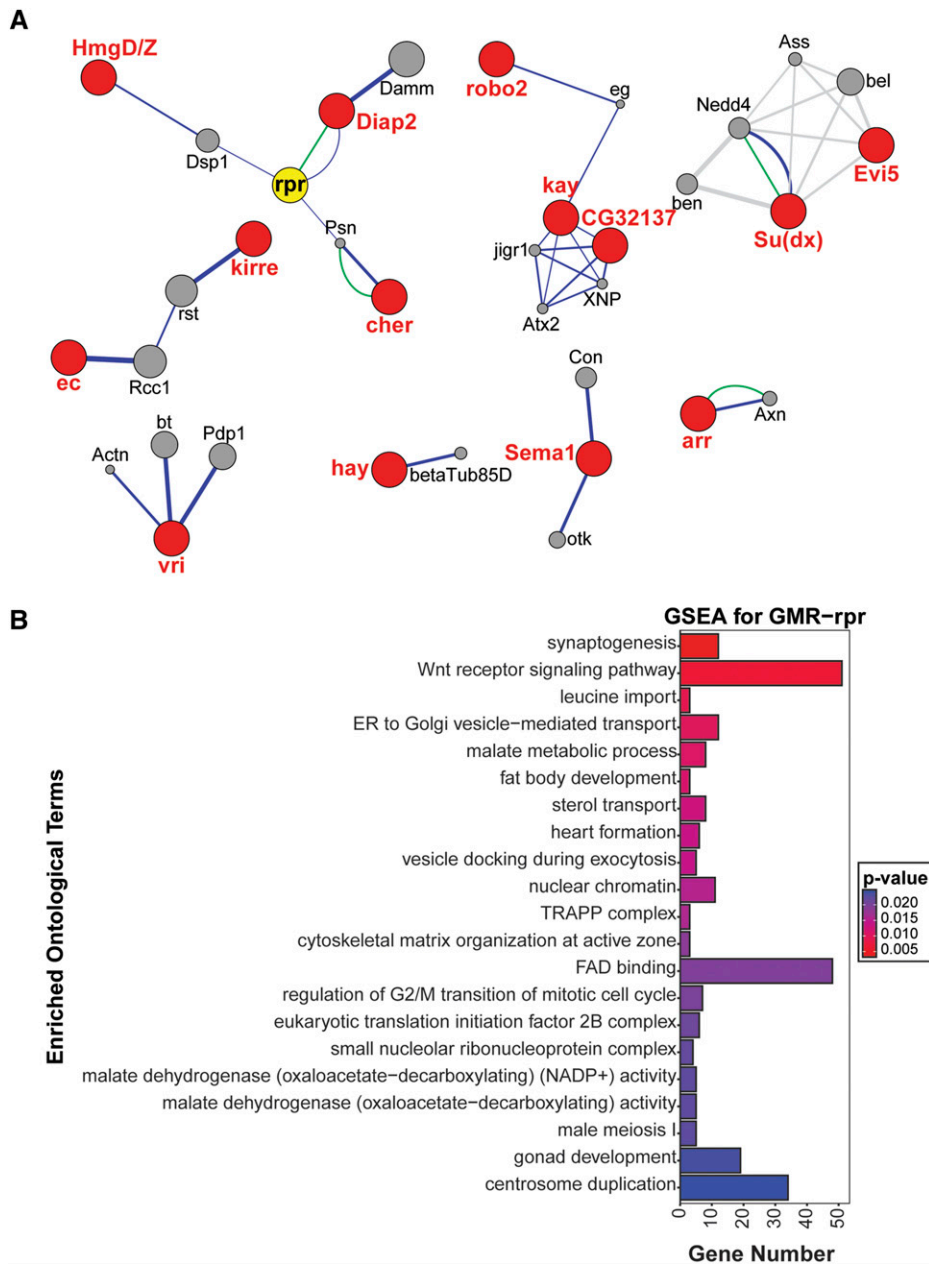 A
HmgD/Z
Damm
Diap2
Dsp1
rpr
Psn
cher
kirre
rst
ec
Rcc1
robo2
eg
kay
CG32137
jigr1
XNP
Atx2
Ass
bel
Nedd4
Evi5
ben
Su(dx)
bt
Pdp1
Actn
vri
hay
betaTub85D
Con
Sema1
otk
arr
Axn
B
GSEA for GMR−rpr
Enriched Ontological Terms
synaptogenesis
Wnt receptor signaling pathway
leucine import
ER to Golgi vesicle−mediated transport
malate metabolic process
fat body development
sterol transport
heart formation
vesicle docking during exocytosis
nuclear chromatin
TRAPP complex
cytoskeletal matrix organization at active zone
FAD binding
regulation of G2/M transition of mitotic cell cycle
eukaryotic translation initiation factor 2B complex
small nucleolar ribonucleoprotein complex
malate dehydrogenase (oxaloacetate−decarboxylating) (NADP+) activity
malate dehydrogenase (oxaloacetate−decarboxylating) activity
male meiosis I
gonad development
centrosome duplication
p-value
0.020
0.015
0.010
0.005
0 10 20 30 40 50
Gene Number